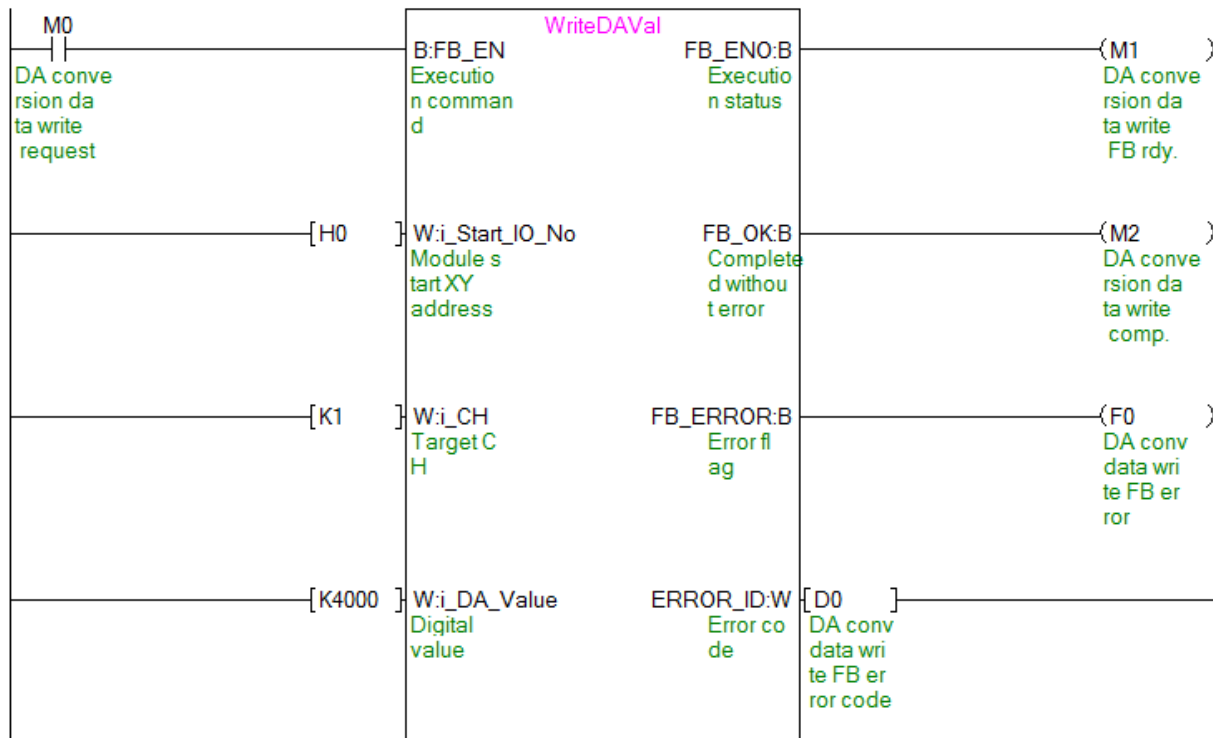 M0
WriteDAVal
B:FB_EN
FB_ENO:B
(M1 )
DA conve
rsion da
ta write
request
Executio
n comman
d
Executio
n status
DA conve
rsion da
ta write
FB rdy.
[H0 ]
W:i_Start_IO_No
FB_OK:B
(M2 )
Module s
tart XY
address
Complete
d withou
t error
DA conve
rsion da
ta write
comp.
[K1 ]
W:i_CH
FB_ERROR:B
(F0 )
Target C
H
Error fl
ag
DA conv
data wri
te FB er
ror
[K4000 ]
W:i_DA_Value
ERROR_ID:W
[D0 ]
Digital
value
Error co
de
DA conv
data wri
te FB er
ror code